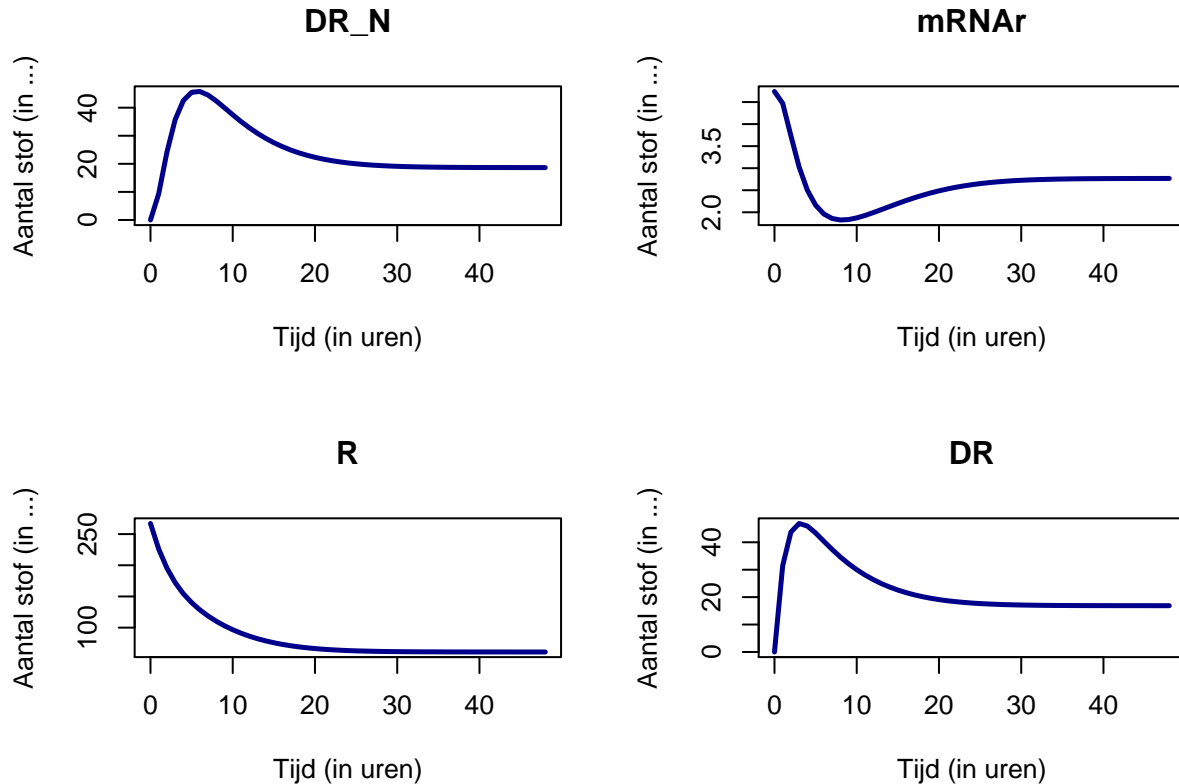 DR_N
Aantal stof (in ...)
0 20 40
0 10 20 30 40
Tijd (in uren)
mRNAr
Aantal stof (in ...)
2.0 3.5
0 10 20 30 40
Tijd (in uren)
R
Aantal stof (in ...)
100 250
0 10 20 30 40
Tijd (in uren)
DR
Aantal stof (in ...)
0 20 40
0 10 20 30 40
Tijd (in uren)